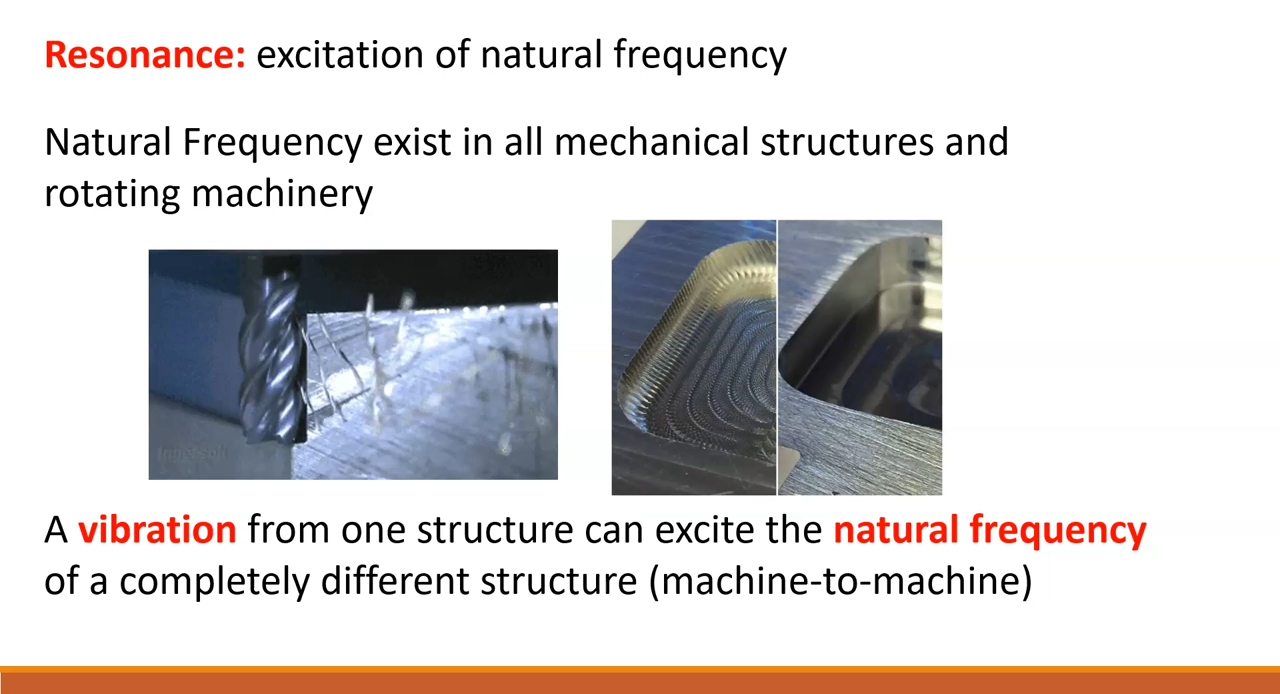 Resonance: excitation of natural frequency
Natural Frequency exist in all mechanical structures and
rotating machinery
A vibration from one structure can excite the natural frequency
of a completely different structure (machine-to-machine)